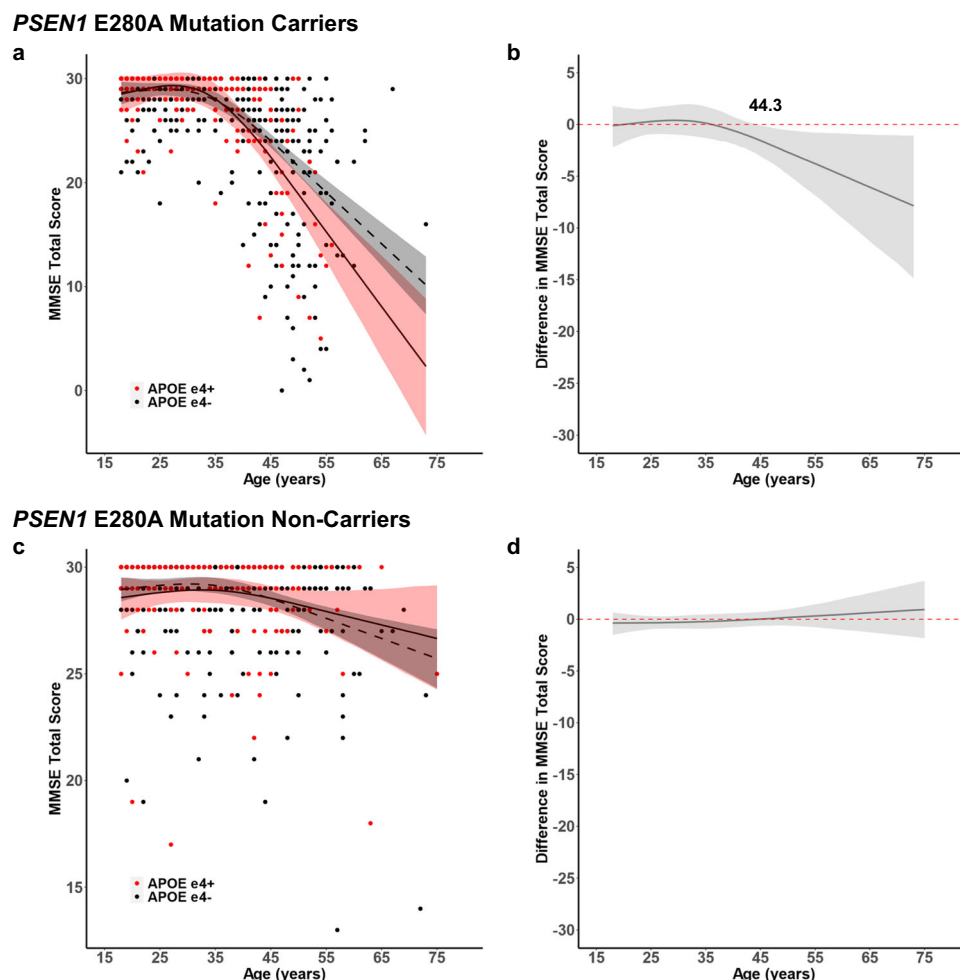 PSEN1 E280A Mutation Carriers
a
30
20
10
0
MMSE Total Score
APOE e4+
APOE e4-
15 25 35 45 55 65 75
Age (years)
b
44.3
5
0
-5
-10
-15
-20
-25
-30
Difference in MMSE Total Score
15 25 35 45 55 65 75
Age (years)
PSEN1 E280A Mutation Non-Carriers
c
30
25
20
15
MMSE Total Score
APOE e4+
APOE e4-
15 25 35 45 55 65 75
Age (years)
d
5
0
-5
-10
-15
-20
-25
-30
Difference in MMSE Total Score
15 25 35 45 55 65 75
Age (years)